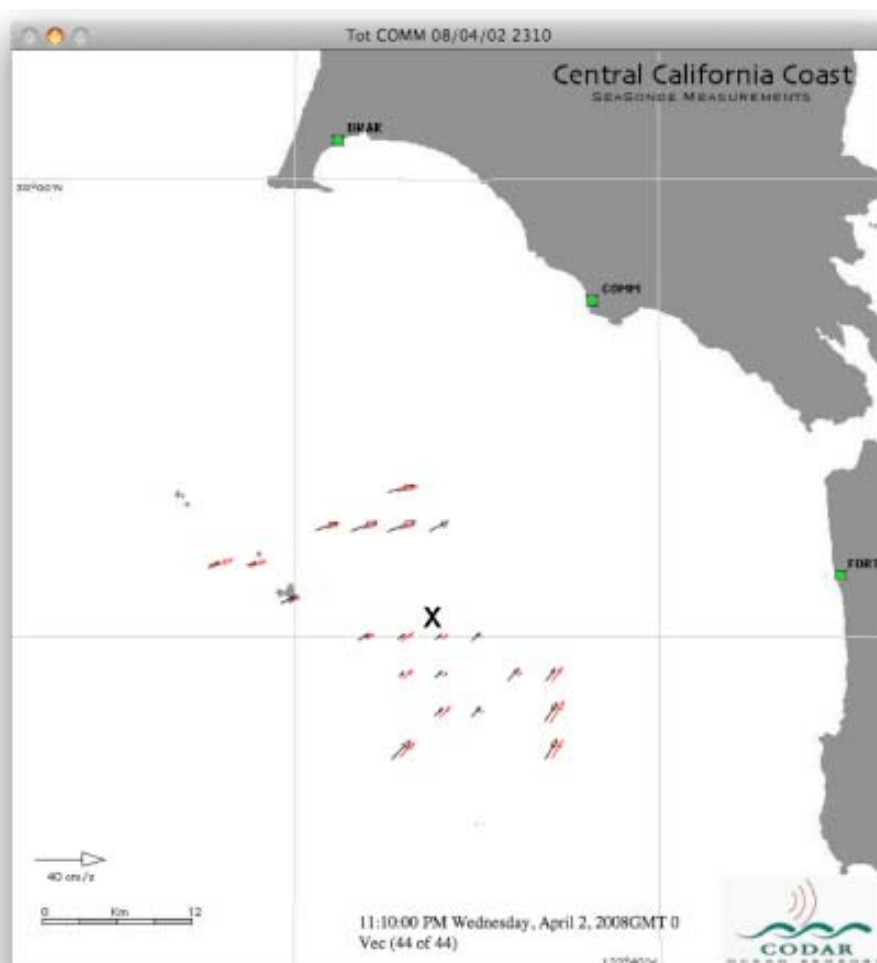 Tot COMM 08/04/02 2310
Central California Coast
SEASONDE MEASUREMENTS
COMM
FORT
X
40 cm/s
0 Km 12
11:10:00 PM Wednesday, April 2, 2008GMT 0
Vec (44 of 44)
CODAR